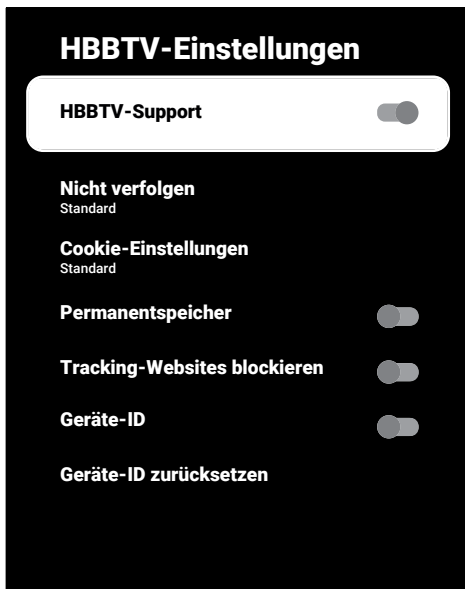 HBBTV-Einstellungen
HBBTV-Support
Nicht verfolgen
Standard
Cookie-Einstellungen
Standard
Permanentspeicher
Tracking-Websites blockieren
Geräte-ID
Geräte-ID zurücksetzen